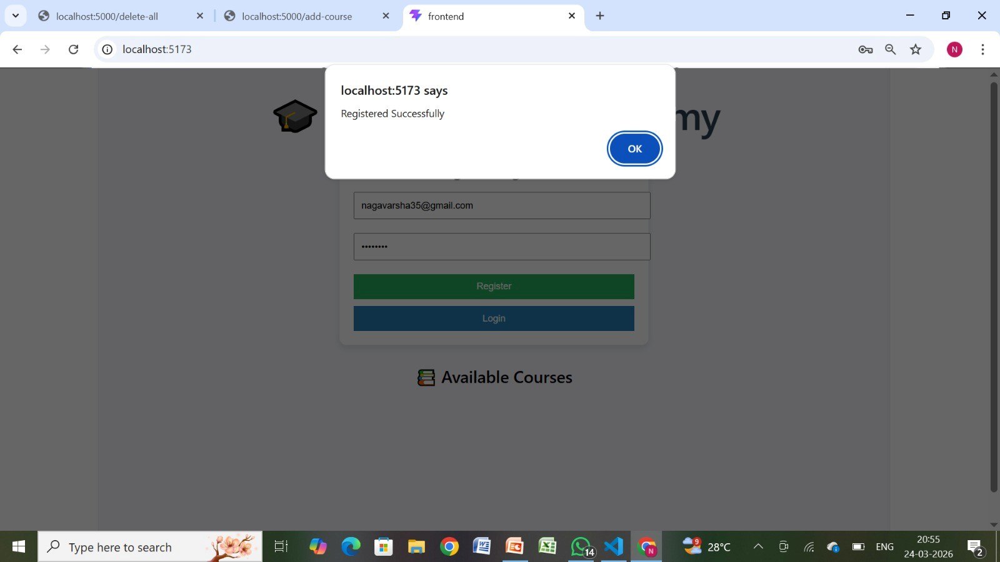 localhost:5000/delete-all
localhost:5000/add-course
frontend
localhost:5173
N
localhost:5173 says
Registered Successfully
OK
my
nagavarsha35@gmail.com
••••••••
Register
Login
📚 Available Courses
Type here to search
14
N
9
28°C
ENG
20:55
24-03-2026
2